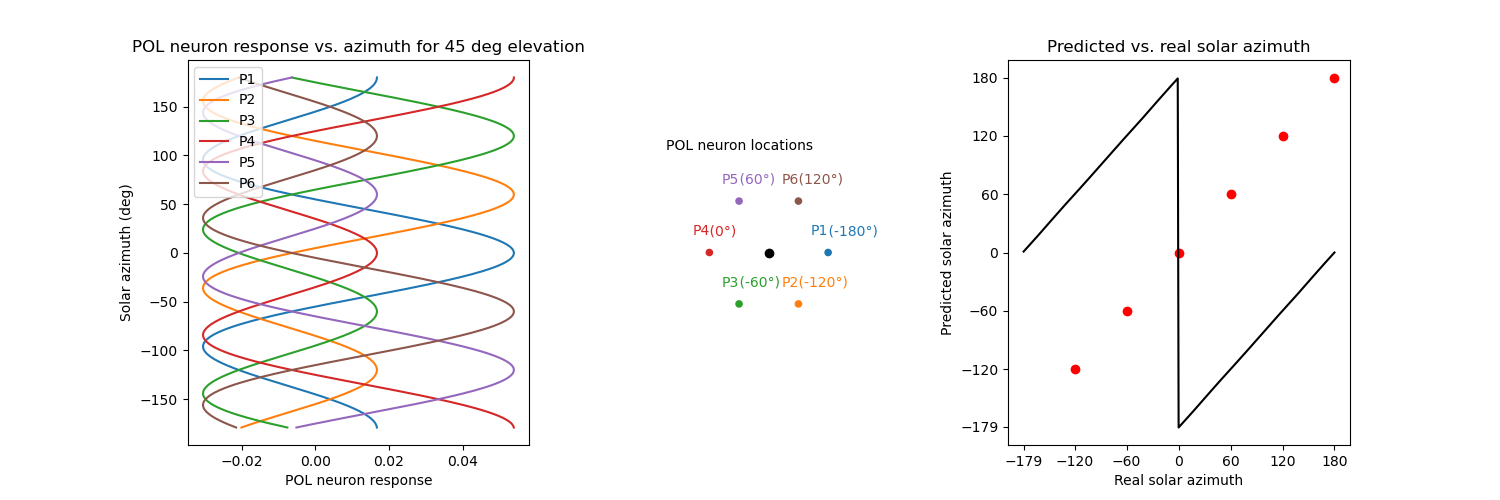 POL neuron response vs. azimuth for 45 deg elevation
P1
P2
P3
P4
P5
P6
150
100
50
0
−50
−100
−150
Solar azimuth (deg)
−0.02
0.00
0.02
0.04
POL neuron response
POL neuron locations
P5(60°) P6(120°)
P4(0°) P1(-180°)
P3(-60°) P2(-120°)
Predicted vs. real solar azimuth
180
120
60
0
−60
−120
−179
Predicted solar azimuth
−179
−120
−60
0
60
120
180
Real solar azimuth